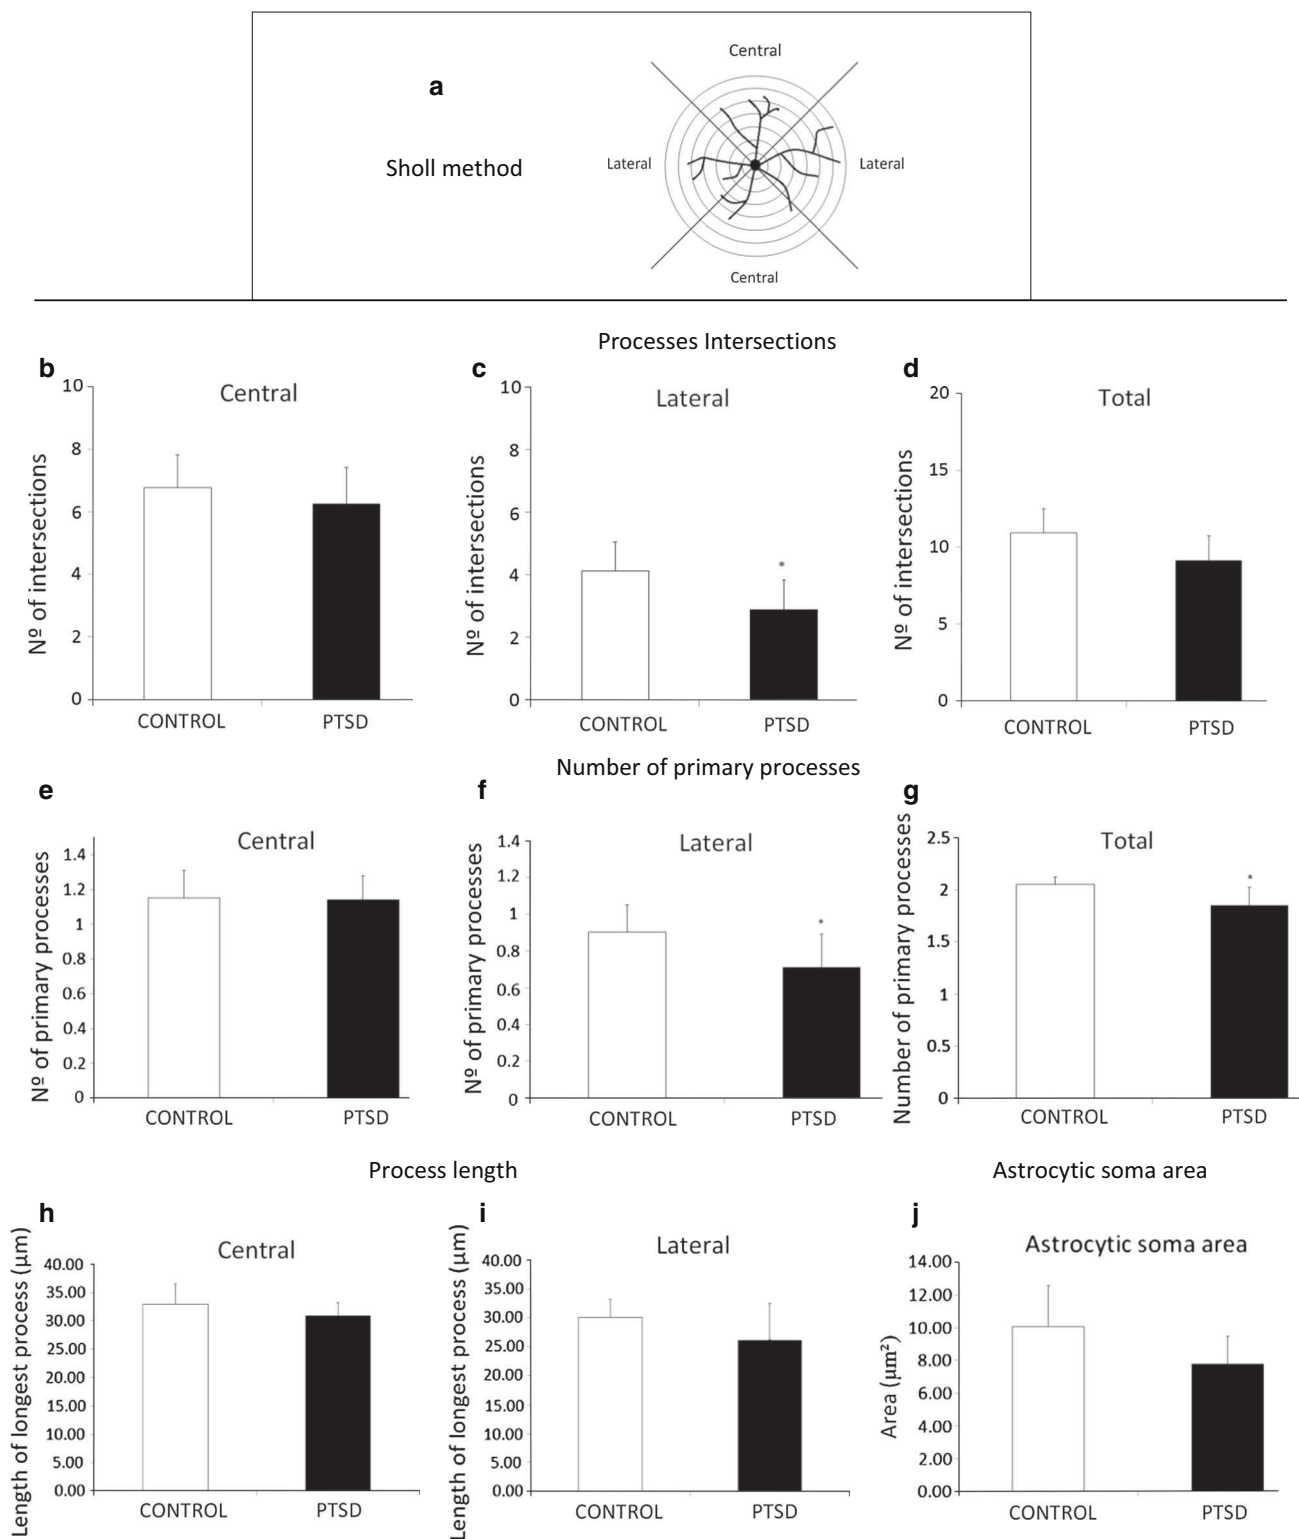 a
Sholl method
Central
Lateral
Lateral
Central
Processes Intersections
b
Central
Nº of intersections
10
8
6
4
2
0
CONTROL
PTSD
c
Lateral
Nº of intersections
10
8
6
4
2
0
*
CONTROL
PTSD
d
Total
Nº of intersections
20
15
10
5
0
CONTROL
PTSD
Number of primary processes
e
Central
Nº of primary processes
1.4
1.2
1
0.8
0.6
0.4
0.2
0
CONTROL
PTSD
f
Lateral
Nº of primary processes
1.4
1.2
1
0.8
0.6
0.4
0.2
0
*
CONTROL
PTSD
g
Total
Number of primary processes
2.5
2
1.5
1
0.5
0
*
CONTROL
PTSD
Process length
h
Central
Length of longest process (µm)
40.00
35.00
30.00
25.00
20.00
15.00
10.00
5.00
0.00
CONTROL
PTSD
i
Lateral
Length of longest process (µm)
40.00
35.00
30.00
25.00
20.00
15.00
10.00
5.00
0.00
CONTROL
PTSD
Astrocytic soma area
j
Astrocytic soma area
Area (µm²)
14.00
12.00
10.00
8.00
6.00
4.00
2.00
0.00
CONTROL
PTSD